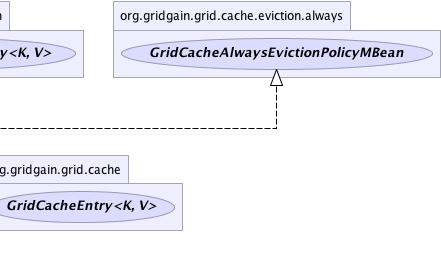 org.gridgain.grid.cache.eviction.always
y<K, V>
GridCacheAlwaysEvictionPolicyMBean
g.gridgain.grid.cache
GridCacheEntry<K, V>